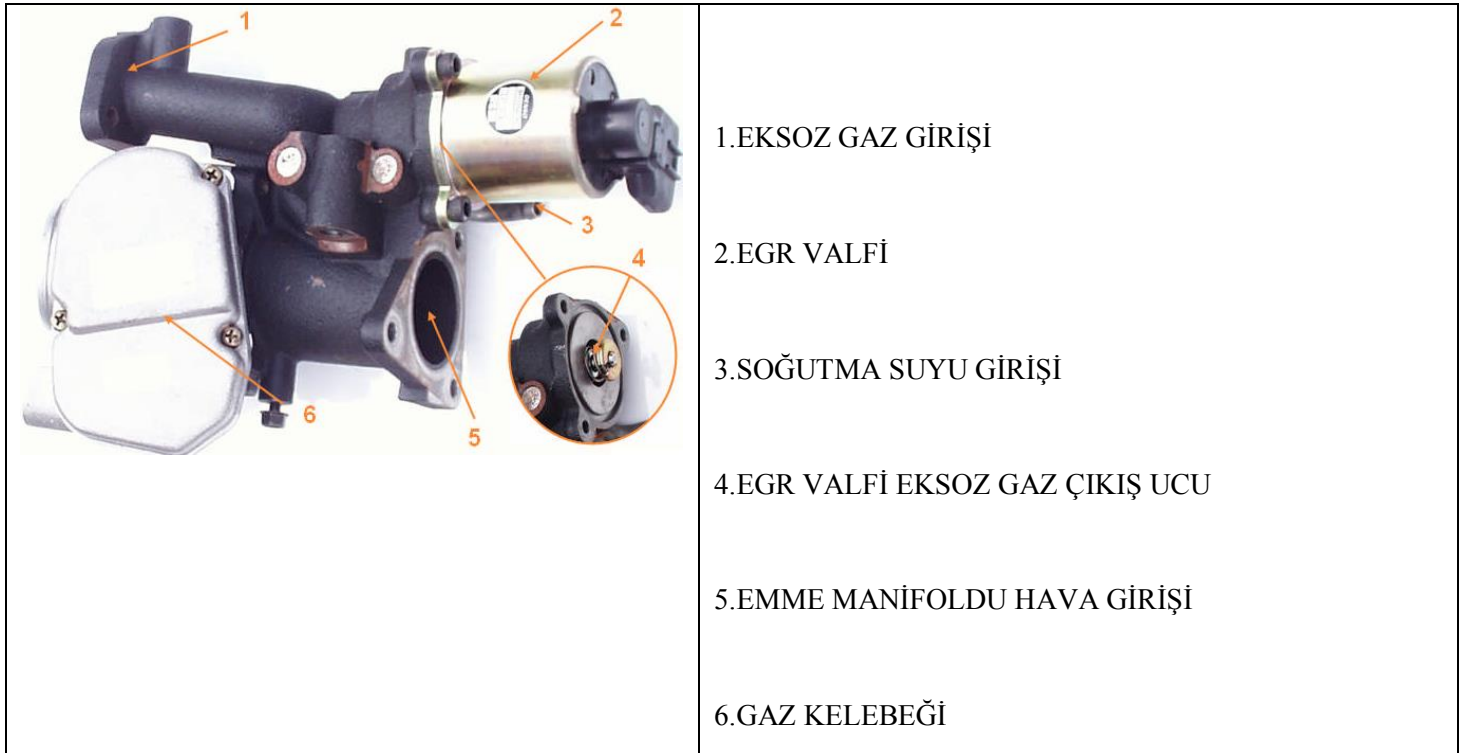 1
2
3
4
5
6
1.EKSOZ GAZ GİRİŞİ
2.EGR VALFİ
3.SOĞUTMA SUYU GİRİŞİ
4.EGR VALFİ EKSOZ GAZ ÇIKIŞ UCU
5.EMME MANİFOLDU HAVA GİRİŞİ
6.GAZ KELEBEĞİ